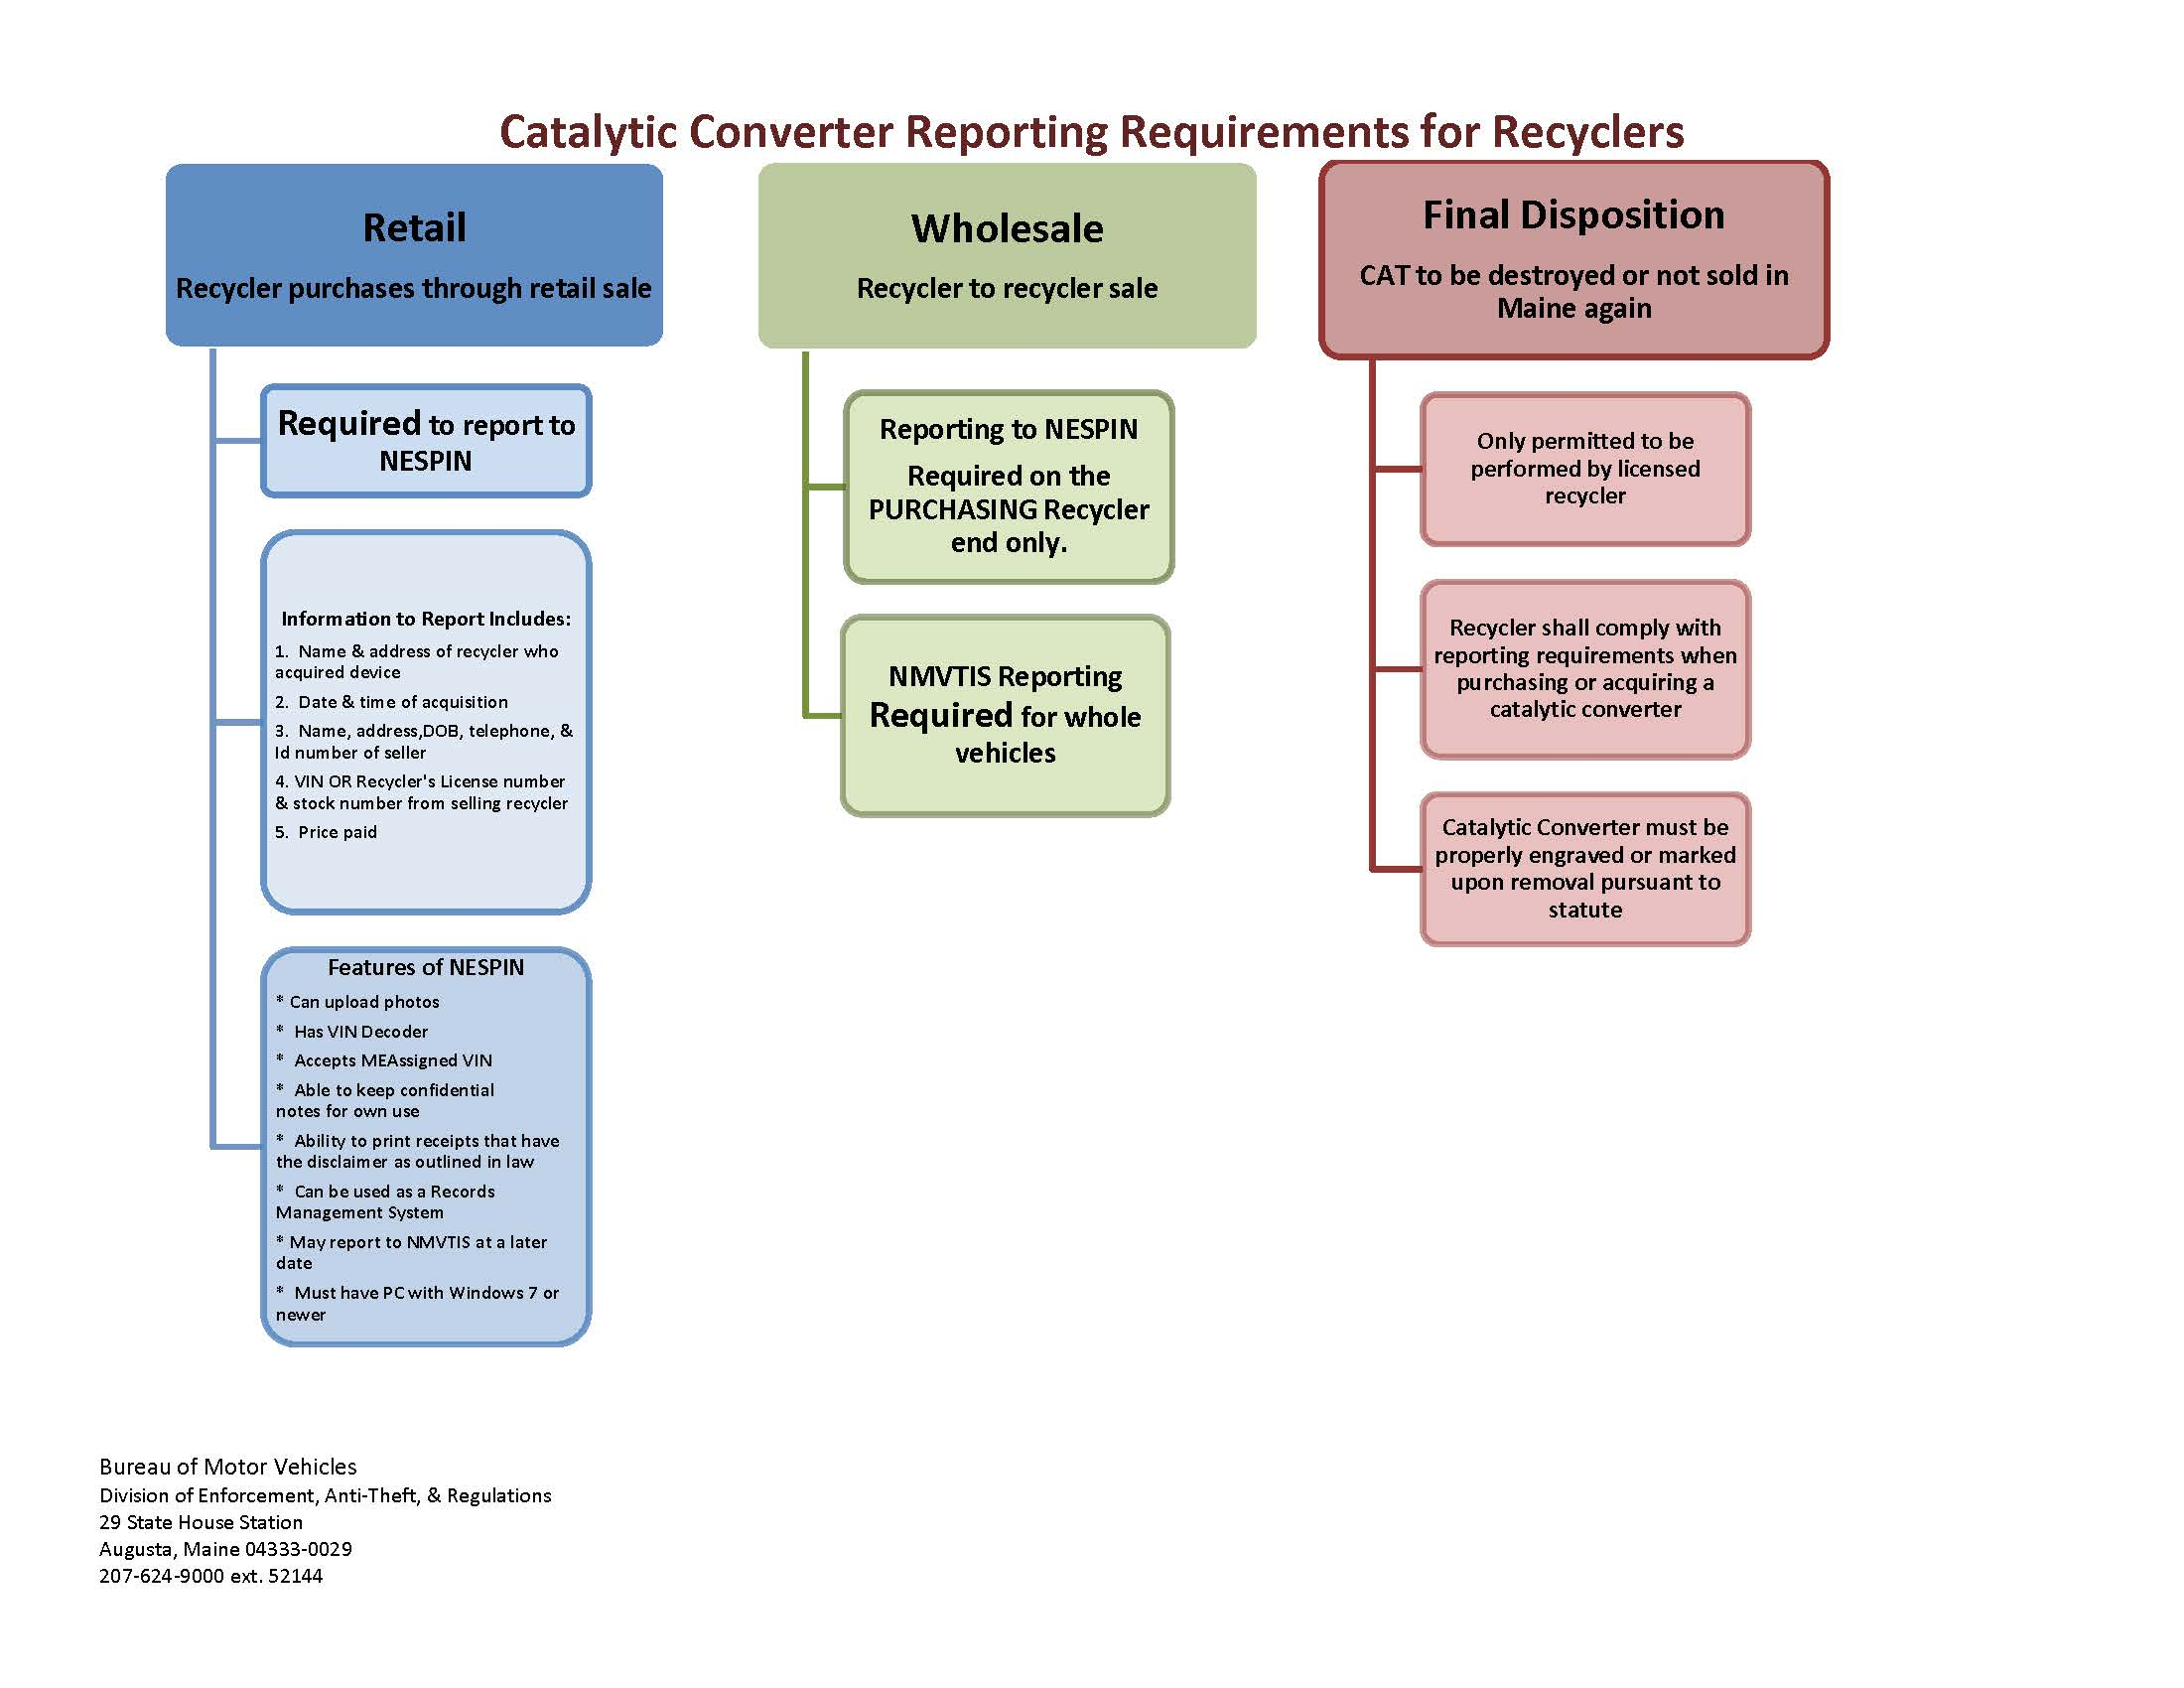 Catalytic Converter Reporting Requirements for Recyclers
Retail
Recycler purchases through retail sale
Required to report to
NESPIN
Information to Report Includes:
1.  Name & address of recycler who
acquired device
2.  Date & time of acquisition
3.  Name, address,DOB, telephone, &
Id number of seller
4. VIN OR Recycler's License number
& stock number from selling recycler
5.  Price paid
Features of NESPIN
* Can upload photos
*  Has VIN Decoder
*  Accepts MEAssigned VIN
*  Able to keep confidential
notes for own use
*  Ability to print receipts that have
the disclaimer as outlined in law
*  Can be used as a Records
Management System
* May report to NMVTIS at a later
date
*  Must have PC with Windows 7 or
newer
Wholesale
Recycler to recycler sale
Reporting to NESPIN
Required on the
PURCHASING Recycler
end only.
NMVTIS Reporting
Required for whole
vehicles
Final Disposition
CAT to be destroyed or not sold in
Maine again
Only permitted to be
performed by licensed
recycler
Recycler shall comply with
reporting requirements when
purchasing or acquiring a
catalytic converter
Catalytic Converter must be
properly engraved or marked
upon removal pursuant to
statute
Bureau of Motor Vehicles
Division of Enforcement, Anti-Theft, & Regulations
29 State House Station
Augusta, Maine 04333-0029
207-624-9000 ext. 52144